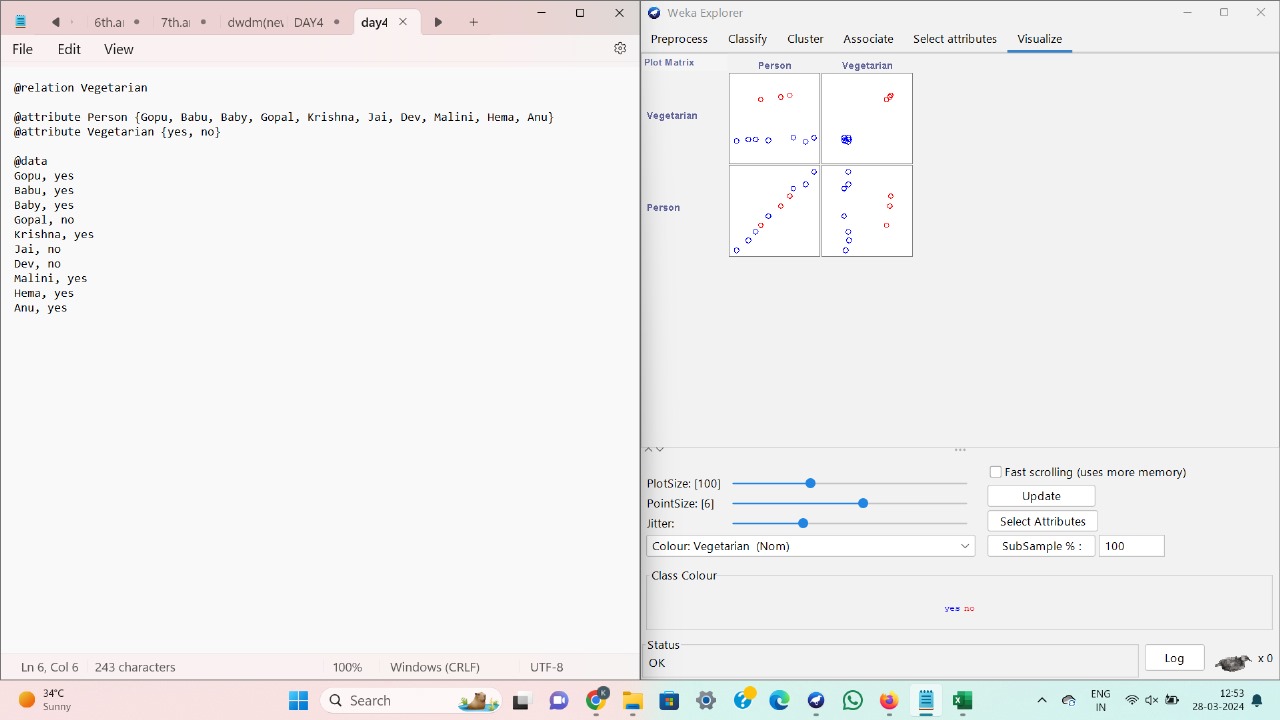 6th.a
7th.a
dwdm(nev
DAY4
day4
File
Edit
View
@relation Vegetarian
@attribute Person {Gopu, Babu, Baby, Gopal, Krishna, Jai, Dev, Malini, Hema, Anu}
@attribute Vegetarian {yes, no}
@data
Gopu, yes
Babu, yes
Baby, yes
Gopal, no
Krishna, yes
Jai, no
Dev, no
Malini, yes
Hema, yes
Anu, yes
Ln 6, Col 6
243 characters
100%
Windows (CRLF)
UTF-8
Weka Explorer
Preprocess
Classify
Cluster
Associate
Select attributes
Visualize
Plot Matrix
Person
Vegetarian
Vegetarian
Person
PlotSize: [100]
PointSize: [6]
Jitter:
Colour: Vegetarian (Nom)
Fast scrolling (uses more memory)
Update
Select Attributes
SubSample % :
100
Class Colour
yes no
Status
OK
Log
x 0
34°C
Sunny
Search
K
ENG
IN
12:53
28-03-2024